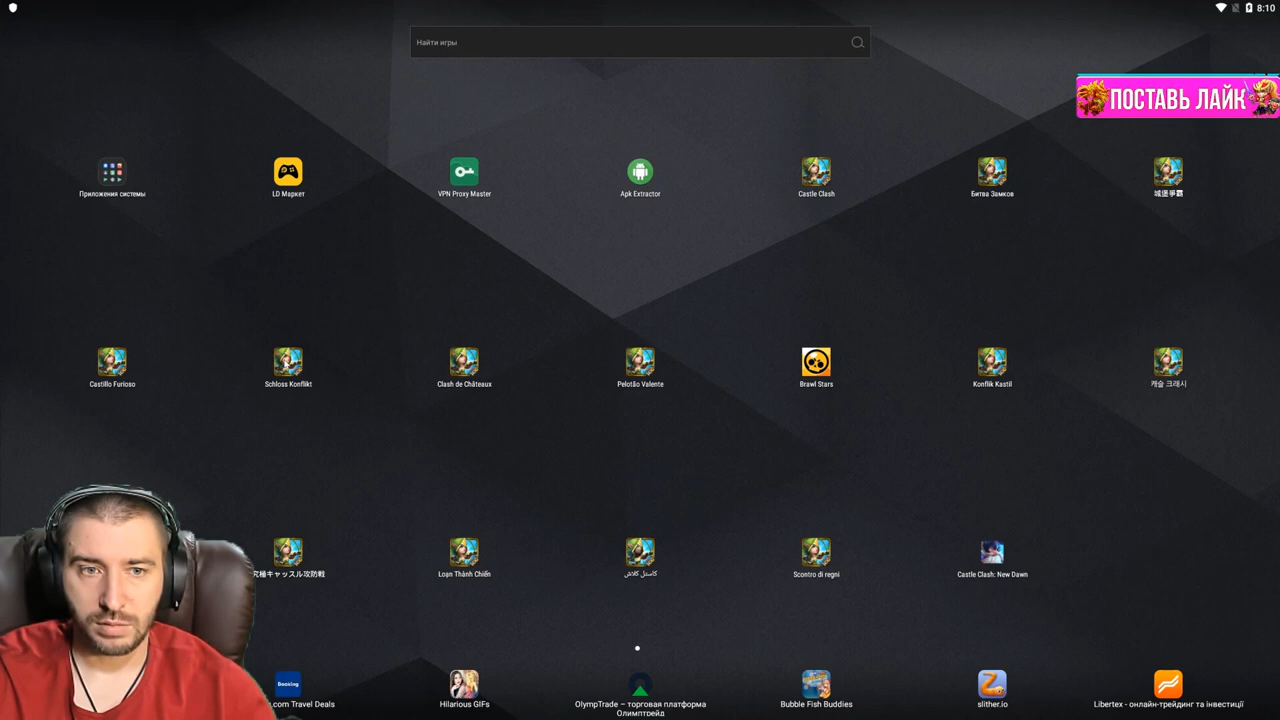 8:10
Найти игры
ПОСТАВЬ ЛАЙК
Приложения системы
LD Маркет
VPN Proxy Master
Apk Extractor
Castle Clash
Битва Замков
城堡爭霸
Castillo Furioso
Schloss Konflikt
Clash de Châteaux
Pelotão Valente
Brawl Stars
Konflik Kastil
캐슬 크래시
究極キャッスル攻防戦
Loạn Thành Chiến
كاسـل كلاش
Scontro di regni
Castle Clash: New Dawn
Booking
.com Travel Deals
Hilarious GIFs
OlympTrade – торговая платформа
Олимптрейд
Bubble Fish Buddies
slither.io
Libertex - онлайн-трейдинг та інвестиції